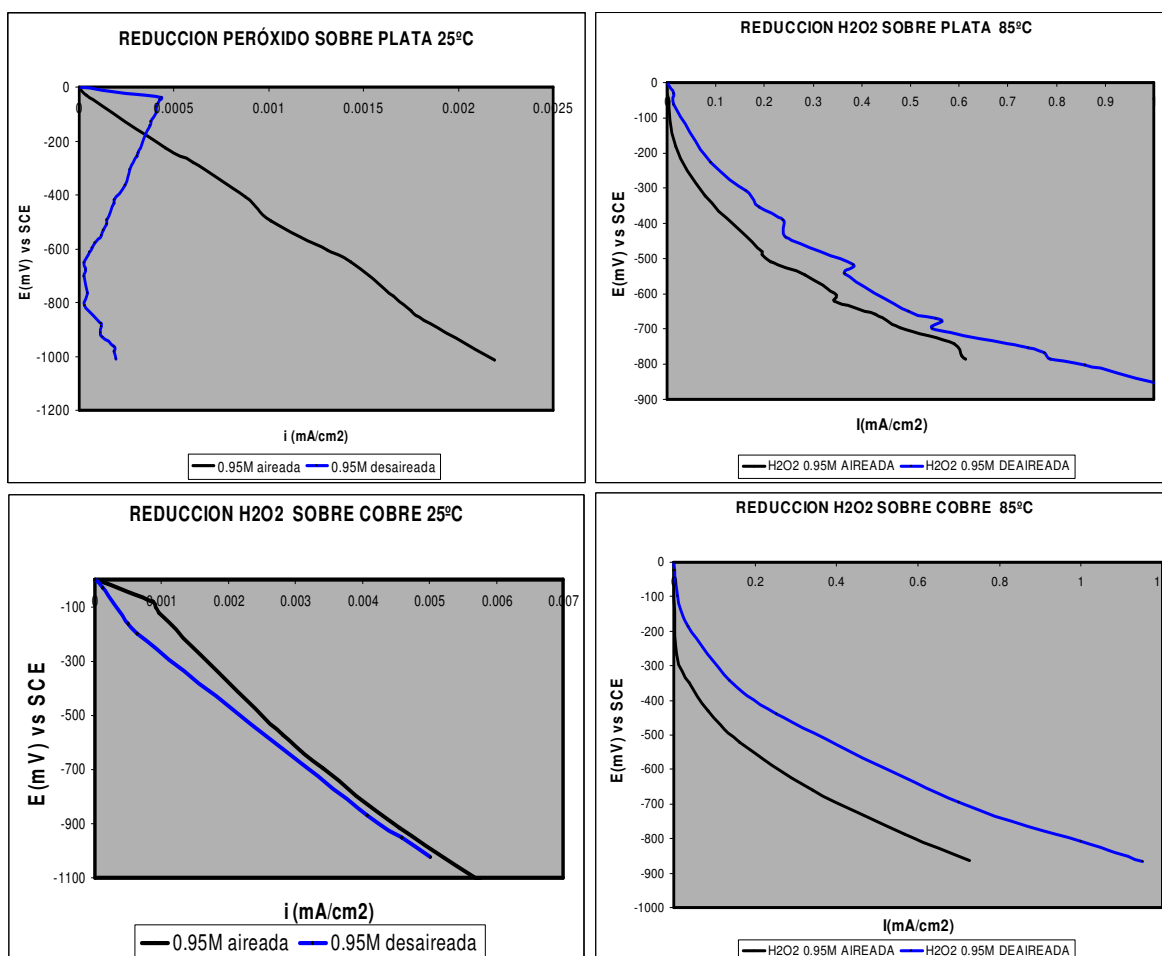 REDUCCION PERÓXIDO SOBRE PLATA 25ºC
0
-200
-400
-600
-800
-1000
-1200
0 0.0005 0.001 0.0015 0.002 0.0025
E(mV) vs SCE
i (mA/cm2)
0.95M aireada 0.95M desaireada
REDUCCION H2O2 SOBRE PLATA 85ºC
0
-100
-200
-300
-400
-500
-600
-700
-800
-900
0 0.1 0.2 0.3 0.4 0.5 0.6 0.7 0.8 0.9 1
E(mV) vs SCE
I(mA/cm2)
H2O2 0.95M AIREADA H2O2 0.95M DEAIREADA
REDUCCION H2O2 SOBRE COBRE 25ºC
-100
-300
-500
-700
-900
-1100
0 0.001 0.002 0.003 0.004 0.005 0.006 0.007
E (mV) vs SCE
i (mA/cm2)
0.95M aireada 0.95M desaireada
REDUCCION H2O2 SOBRE COBRE 85ºC
0
-100
-200
-300
-400
-500
-600
-700
-800
-900
-1000
0 0.2 0.4 0.6 0.8 1
E(mV) vs SCE
I(mA/cm2)
H2O2 0.95M AIREADA H2O2 0.95M DEAIREADA